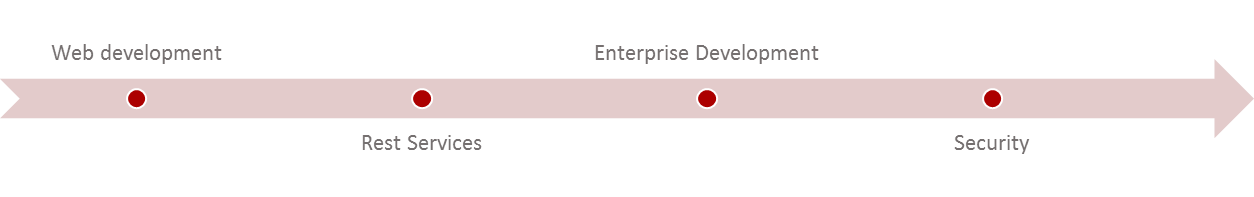 Web development
Rest Services
Enterprise Development
Security